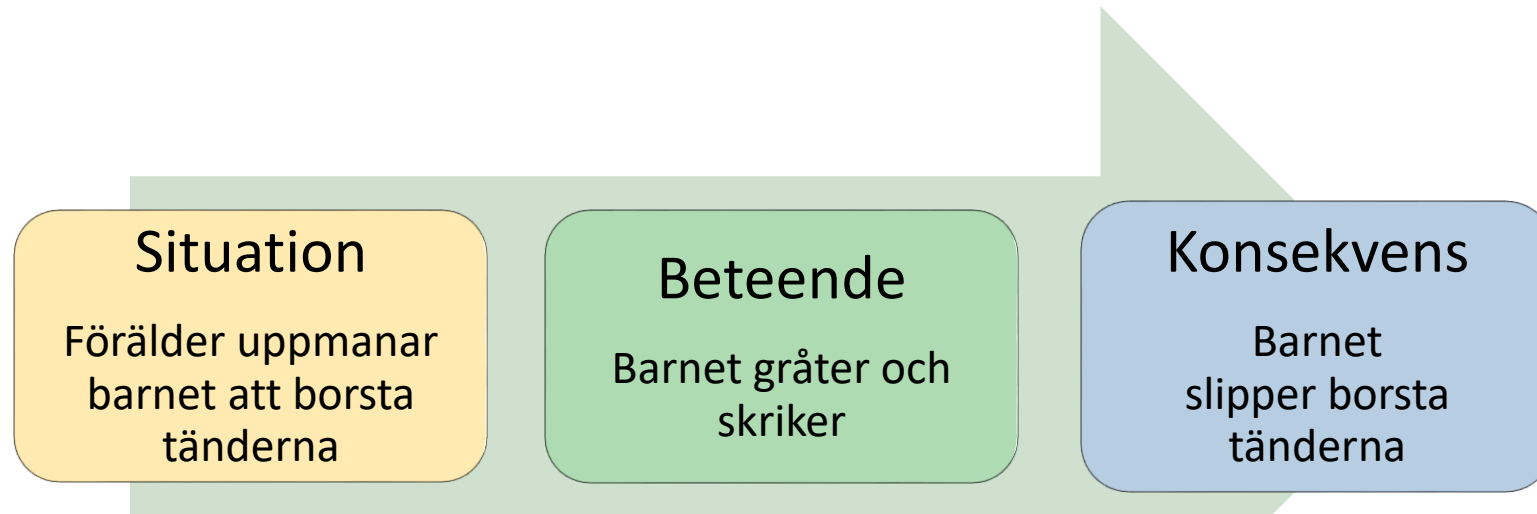 Situation
Förälder uppmanar
barnet att borsta
tänderna
Beteende
Barnet gråter och
skriker
Konsekvens
Barnet
slipper borsta
tänderna